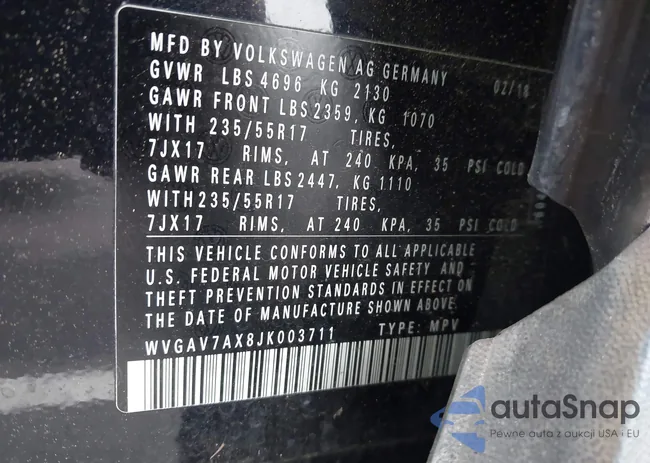 MFD BY VOLKSWAGEN AG GERMANY 02/18
GVWR LBS 4696 KG 2130
GAWR FRONT LBS 2359, KG 1070
WITH 235/55R17 TIRES,
7JX17 RIMS, AT 240 KPA, 35 PSI COLD
GAWR REAR LBS 2447, KG 1110
WITH 235/55R17 TIRES,
7JX17 RIMS, AT 240 KPA, 35 PSI COLD
THIS VEHICLE CONFORMS TO ALL APPLICABLE
U.S. FEDERAL MOTOR VEHICLE SAFETY AND
THEFT PREVENTION STANDARDS IN EFFECT ON
THE DATE OF MANUFACTURE SHOWN ABOVE.
WVGAV7AX8JK003711 TYPE: MPV
autaSnap
Pewne auta z aukcji USA i EU